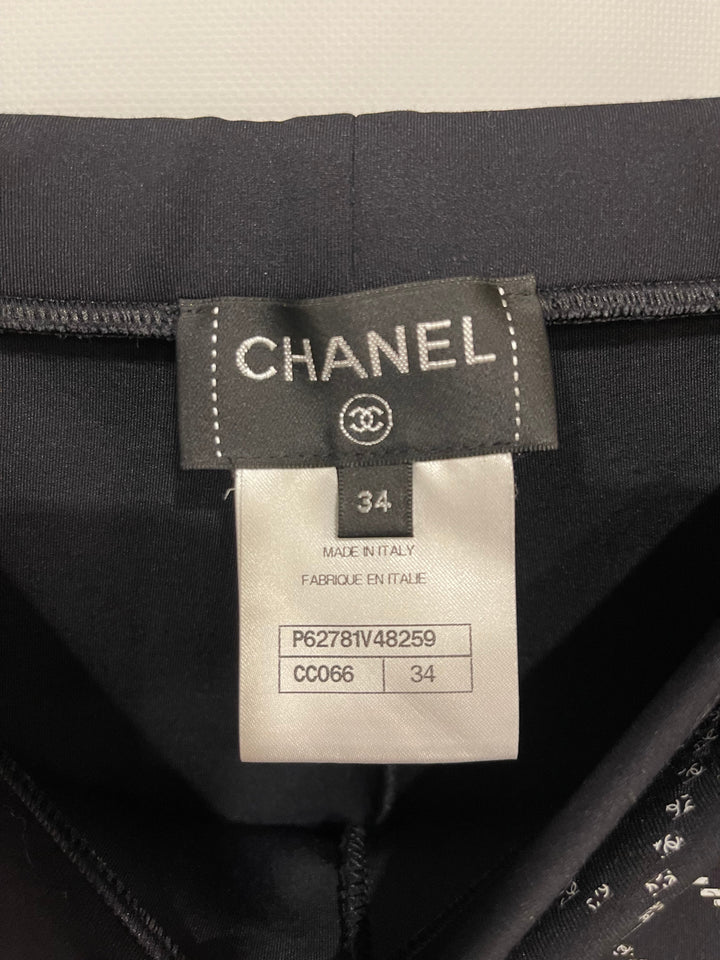 CHANEL
34
MADE IN ITALY
FABRIQUE EN ITALIE
P62781V48259
CC066 34